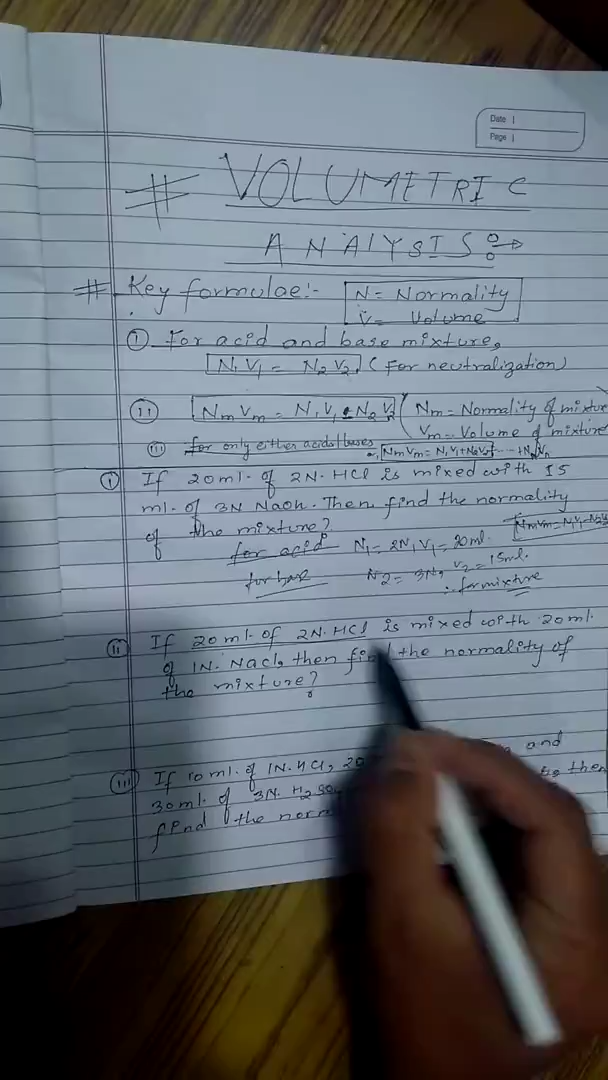 Date
Page
# VOLUMETRIC
ANALYSIS:→
# Key formulae:- N = Normality
V = Volume
(I) For acid and base mixture,
N1V1 = N2V2 (For neutralization)
(II) NmVm = N1V1 ± N2V2 (Nm = Normality of mixture
Vm = Volume of mixture
(III) for only either acids/bases, NmVm = N1V1+N2V2+.....+NnVn
(I) If 20ml. of 2N. HCl is mixed with 15
ml. of 3N NaOH. Then find the normality
of the mixture?
for acid N1 = 2N, V1 = 20ml. NmVm = N1V1-N2V2
for base N2 = 3N, V2 = 15ml.
∴ for mixture
(II) If 20ml. of 2N. HCl is mixed with 20ml.
of 1N. NaCl, then find the normality of
the mixture?
(III) If 10ml. of 1N. HCl, 20 and
30ml. of 3N. H2SO4 then
find the